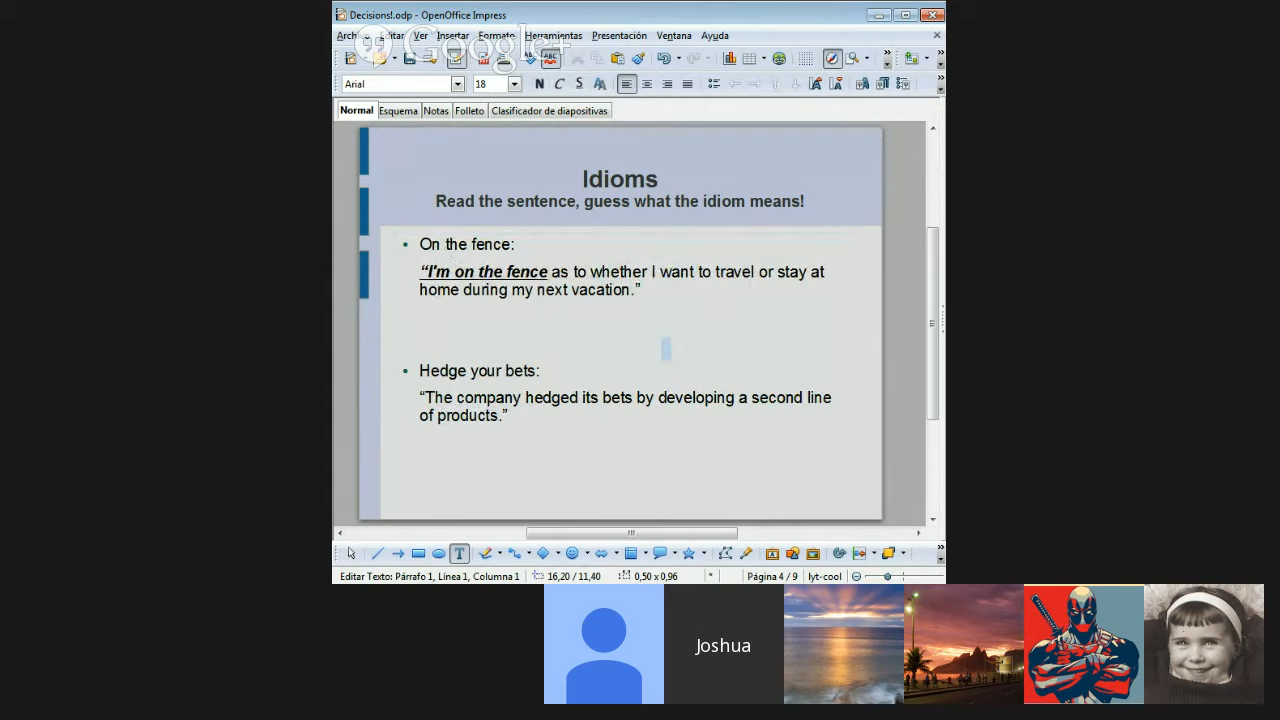 Decisions!.odp - OpenOffice Impress
Archivo Editar Ver Insertar Formato Herramientas Presentación Ventana Ayuda
Google+
Arial 18 N C S
Normal Esquema Notas Folleto Clasificador de diapositivas
Idioms
Read the sentence, guess what the idiom means!
• On the fence:
“I'm on the fence as to whether I want to travel or stay at
home during my next vacation.”
• Hedge your bets:
“The company hedged its bets by developing a second line
of products.”
Editar Texto: Párrafo 1, Línea 1, Columna 1 16,20 / 11,40 0,50 x 0,96 * Página 4 / 9 lyt-cool
Joshua